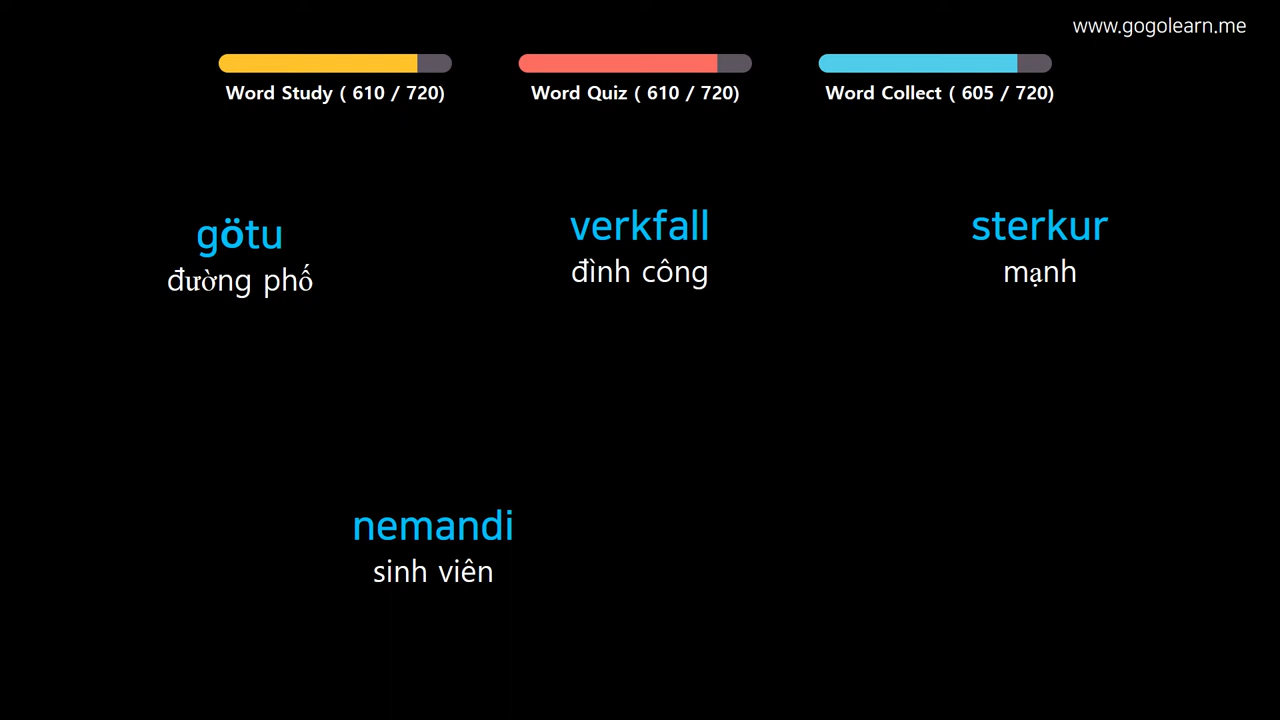 www.gogolearn.me
Word Study ( 610 / 720)
Word Quiz ( 610 / 720)
Word Collect ( 605 / 720)
götu
đường phố
verkfall
đình công
sterkur
mạnh
nemandi
sinh viên